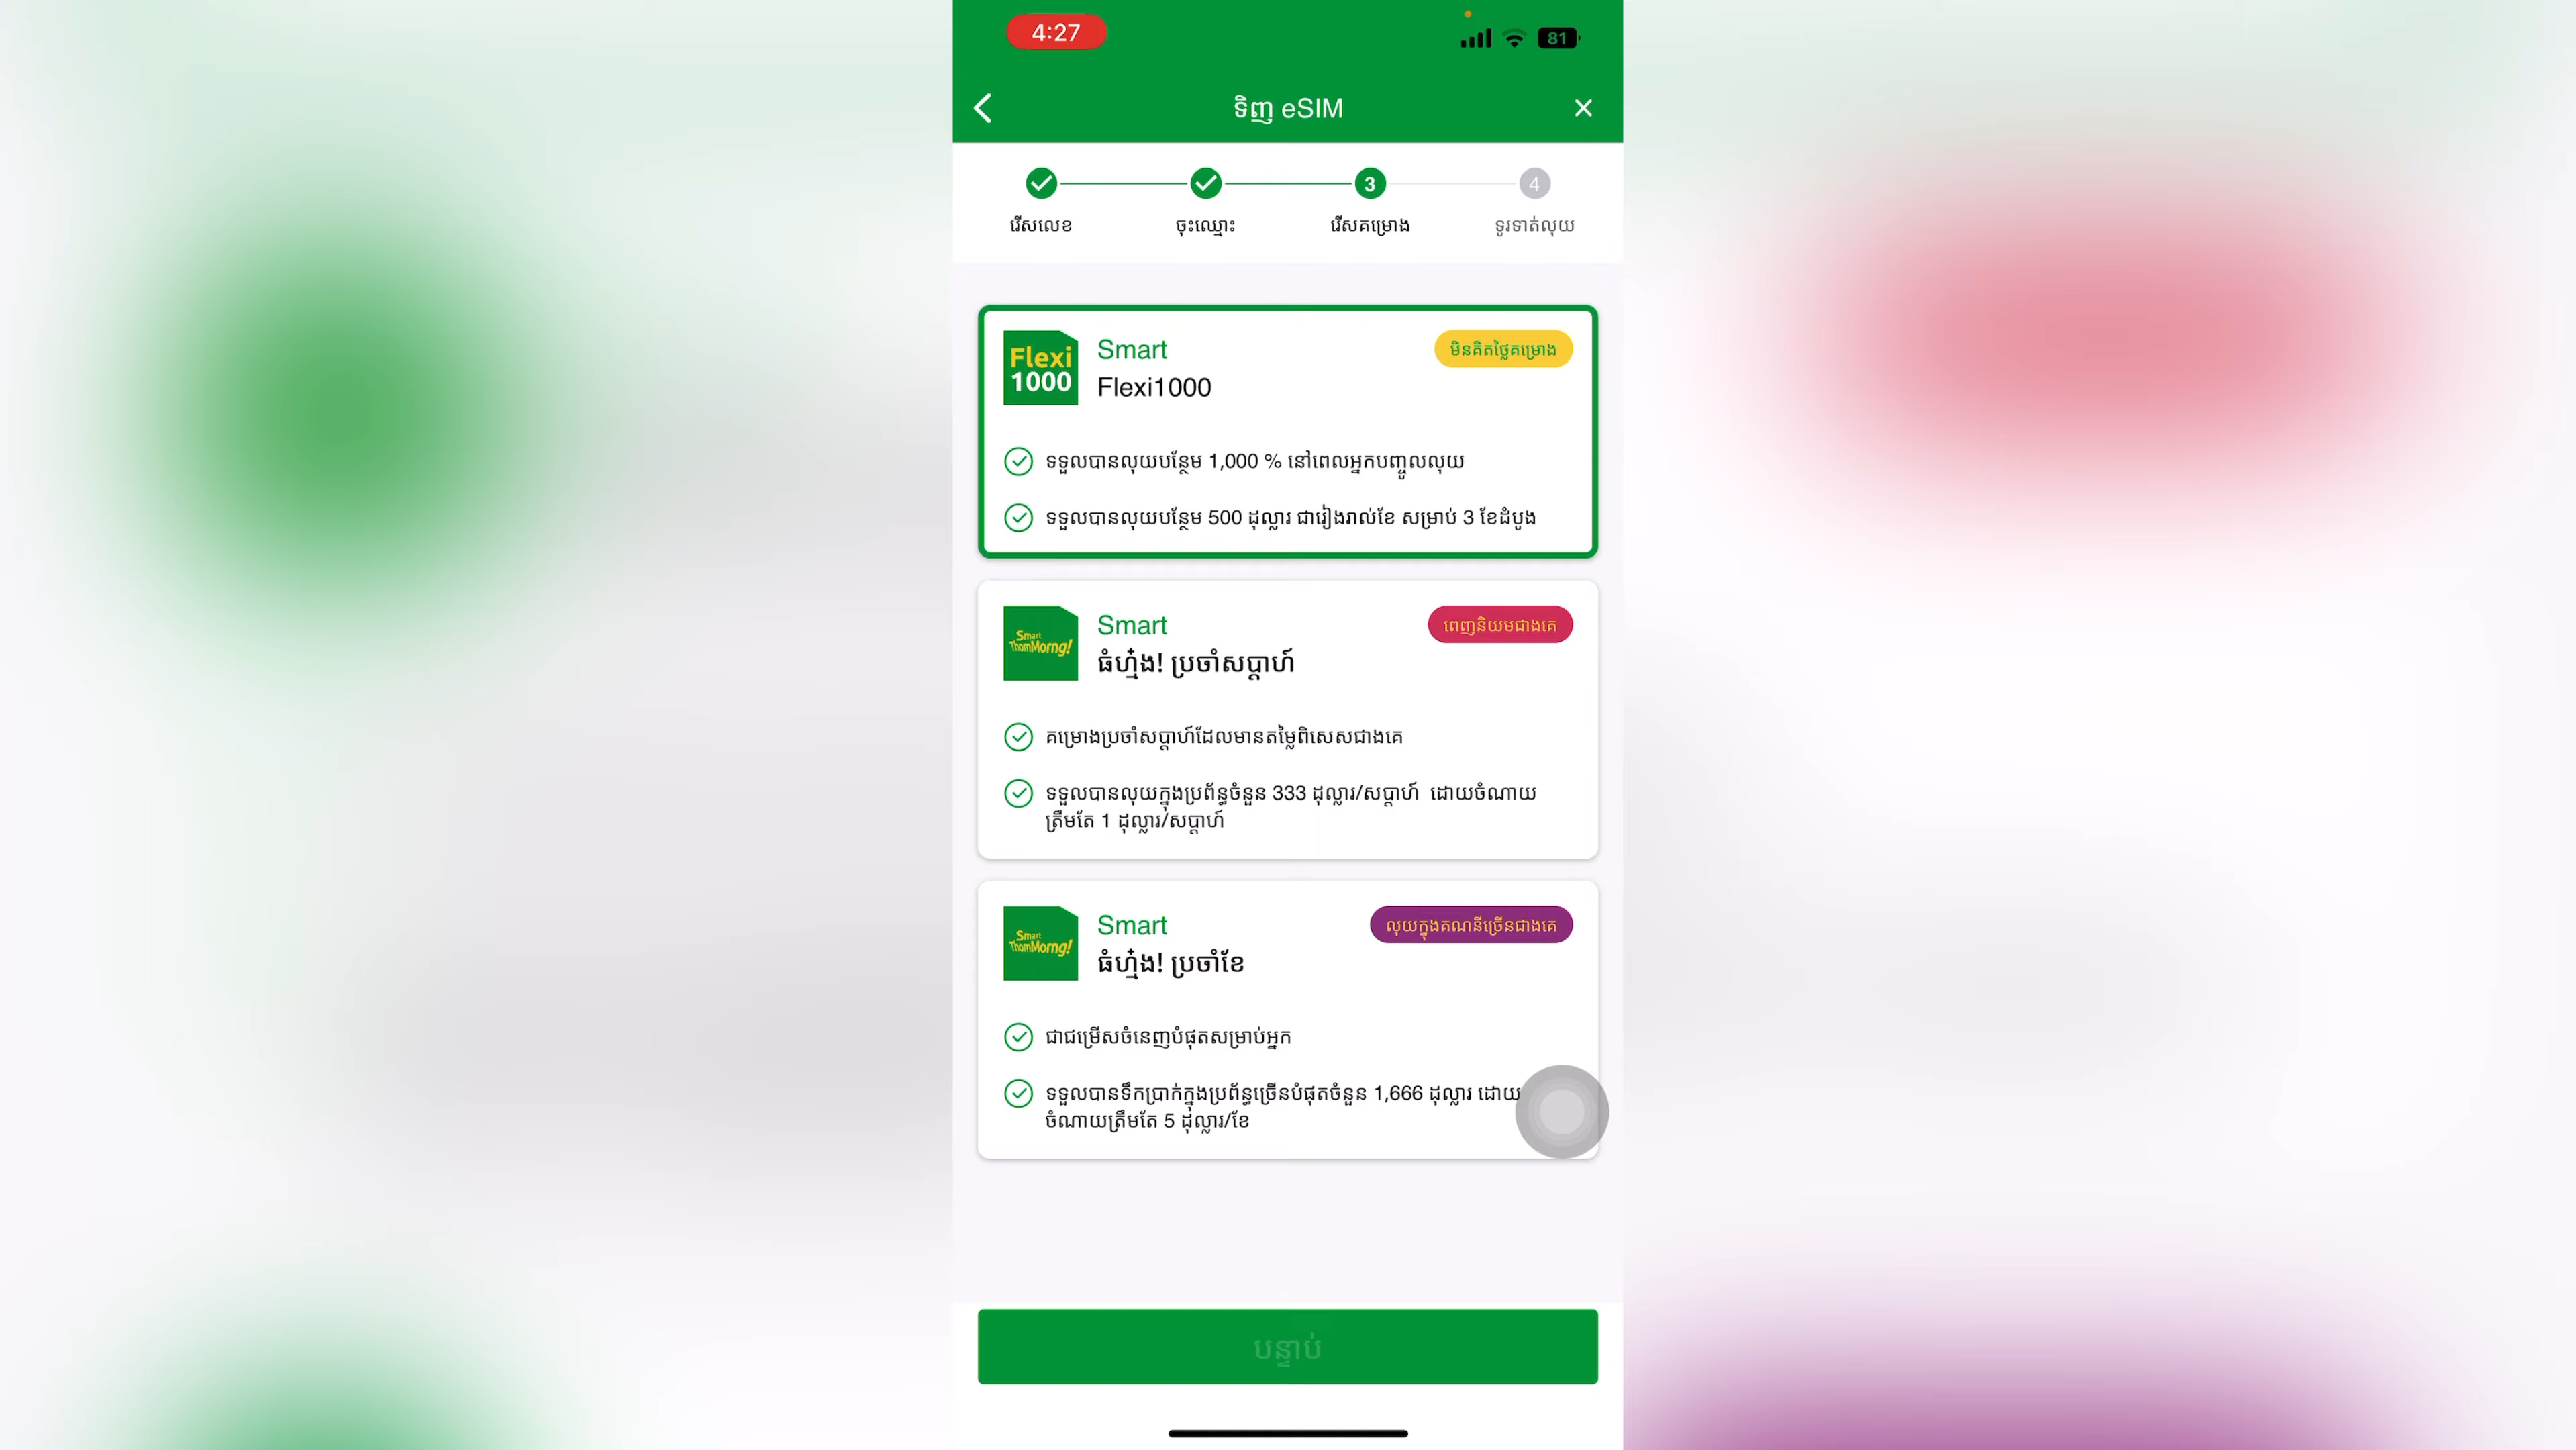 4:27
81
ទិញ eSIM
3
4
រើសលេខ
ចុះឈ្មោះ
រើសគម្រោង
ទូរទាត់លុយ
Flexi
1000
Smart
មិនគិតថ្លៃគម្រោង
Flexi1000
ទទួលបានលុយបន្ថែម 1,000 % នៅពេលអ្នកបញ្ចូលលុយ
ទទួលបានលុយបន្ថែម 500 ដុល្លារ ជារៀងរាល់ខែ សម្រាប់ 3 ខែដំបូង
Smart
ThomMorng!
Smart
ពេញនិយមជាងគេ
ធំហ្ម៉ង! ប្រចាំសប្តាហ៍
គម្រោងប្រចាំសប្តាហ៍ដែលមានតម្លៃពិសេសជាងគេ
ទទួលបានលុយក្នុងប្រព័ន្ធចំនួន 333 ដុល្លារ/សប្តាហ៍ ដោយចំណាយ
ត្រឹមតែ 1 ដុល្លារ/សប្តាហ៍
Smart
ThomMorng!
Smart
លុយក្នុងគណនីច្រើនជាងគេ
ធំហ្ម៉ង! ប្រចាំខែ
ជាជម្រើសចំនេញបំផុតសម្រាប់អ្នក
ទទួលបានទឹកប្រាក់ក្នុងប្រព័ន្ធច្រើនបំផុតចំនួន 1,666 ដុល្លារ ដោយ
ចំណាយត្រឹមតែ 5 ដុល្លារ/ខែ
បន្ទាប់